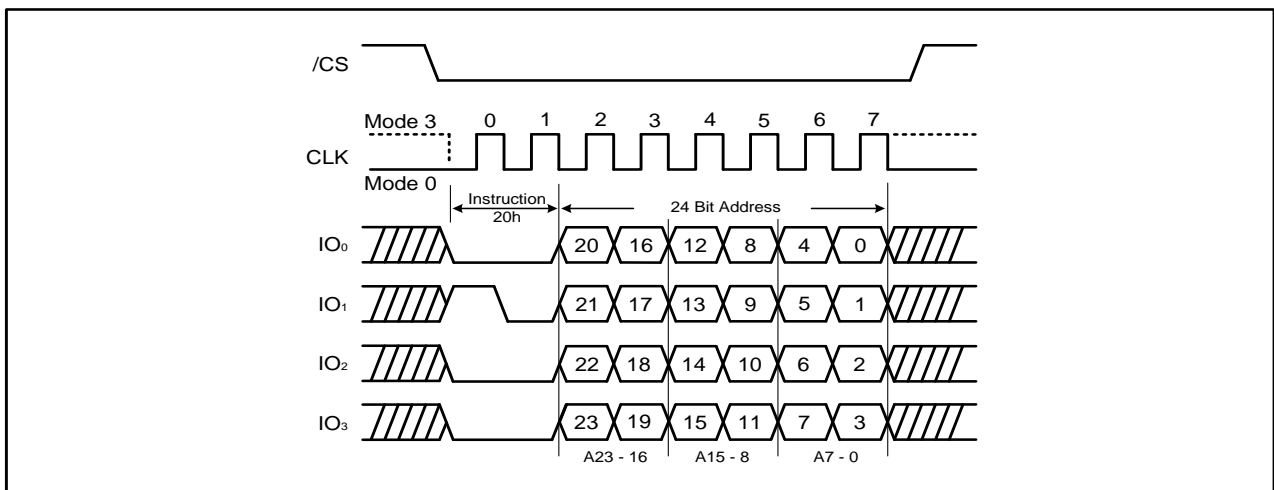 /CS
Mode 3 0 1 2 3 4 5 6 7
CLK
Mode 0
Instruction
20h
24 Bit Address
IO₀ 20 16 12 8 4 0
IO₁ 21 17 13 9 5 1
IO₂ 22 18 14 10 6 2
IO₃ 23 19 15 11 7 3
A23 - 16 A15 - 8 A7 - 0